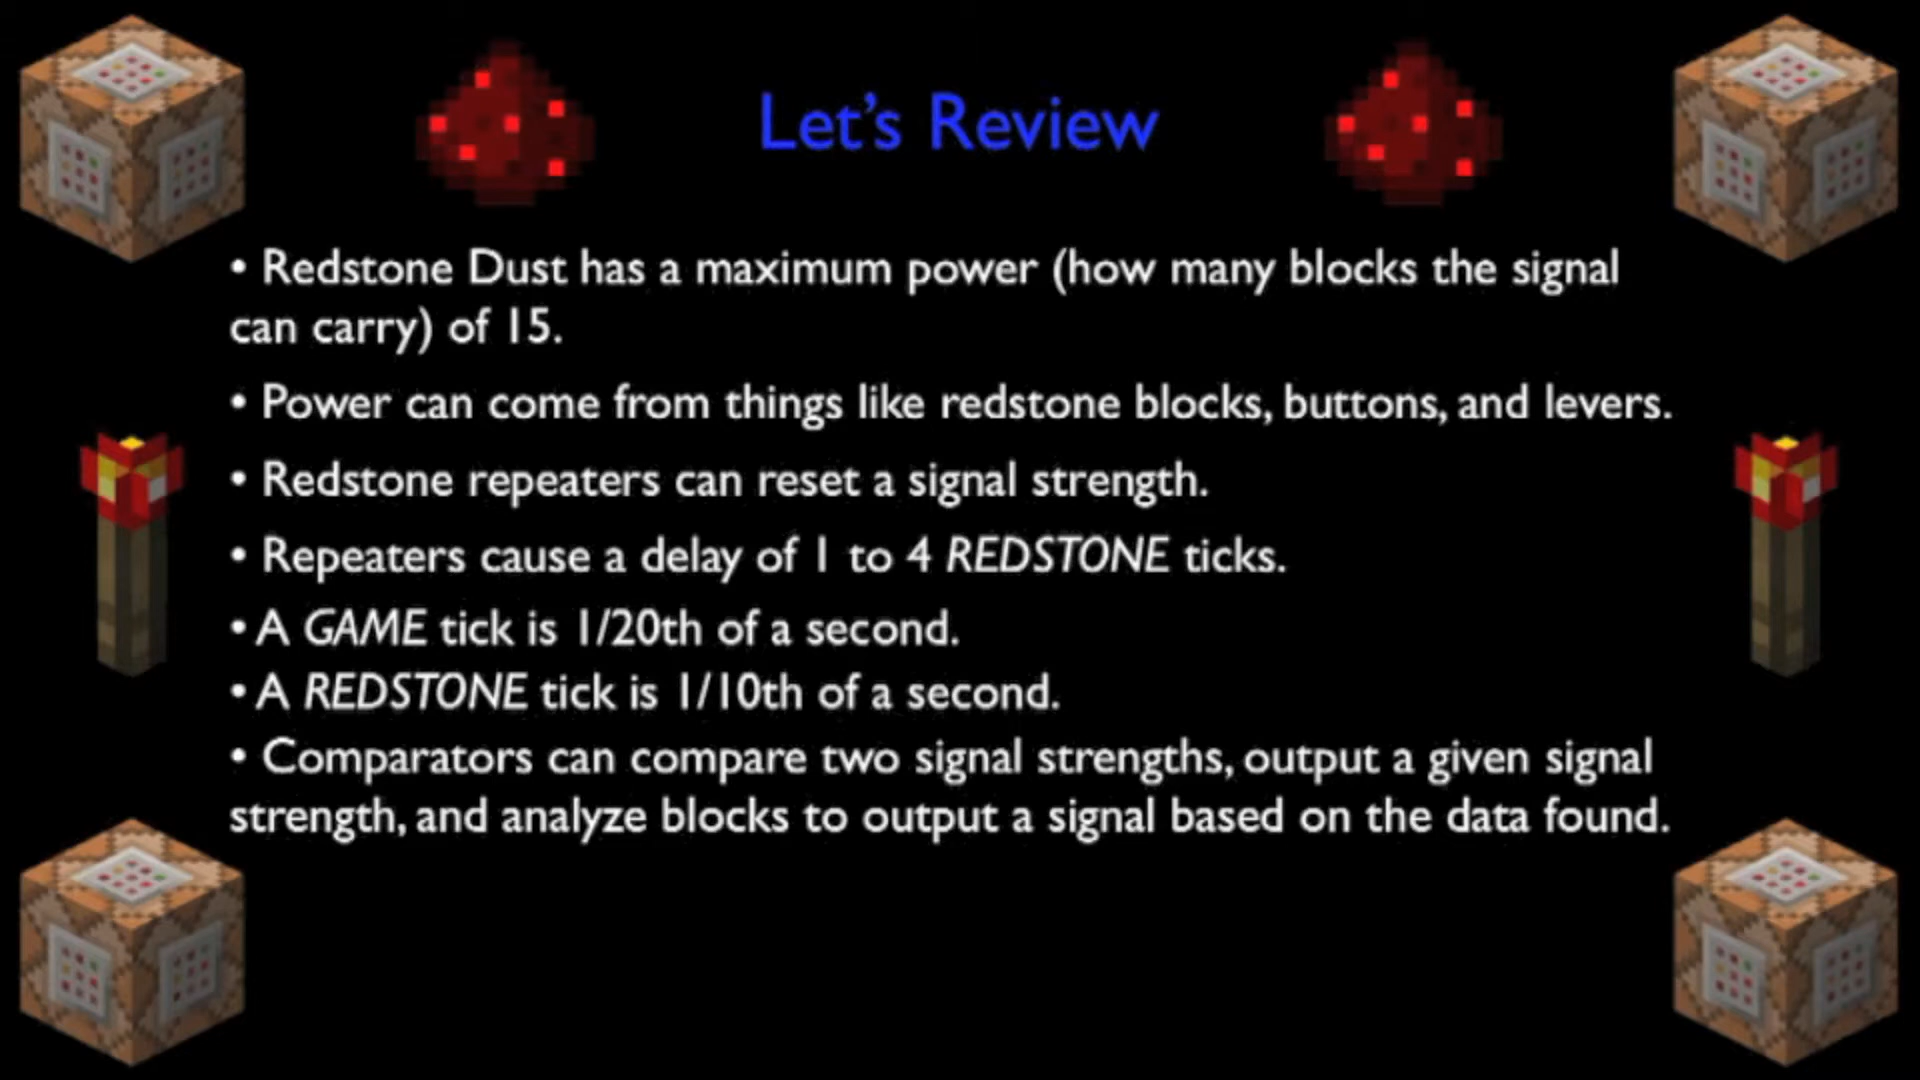 Let's Review
• Redstone Dust has a maximum power (how many blocks the signal
can carry) of 15.
• Power can come from things like redstone blocks, buttons, and levers.
• Redstone repeaters can reset a signal strength.
• Repeaters cause a delay of 1 to 4 REDSTONE ticks.
• A GAME tick is 1/20th of a second.
• A REDSTONE tick is 1/10th of a second.
• Comparators can compare two signal strengths, output a given signal
strength, and analyze blocks to output a signal based on the data found.